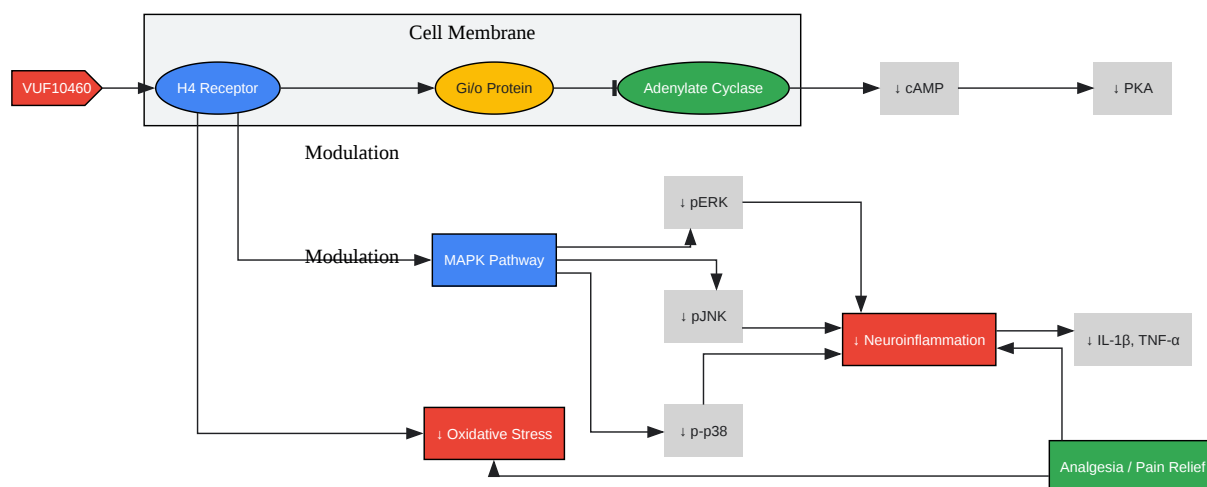 Cell Membrane
VUF10460
H4 Receptor
Gi/o Protein
Adenylate Cyclase
↓ cAMP
↓ PKA
Modulation
↓ pERK
Modulation
MAPK Pathway
↓ pJNK
↓ Neuroinflammation
↓ IL-1β, TNF-α
↓ Oxidative Stress
↓ p-p38
Analgesia / Pain Relief